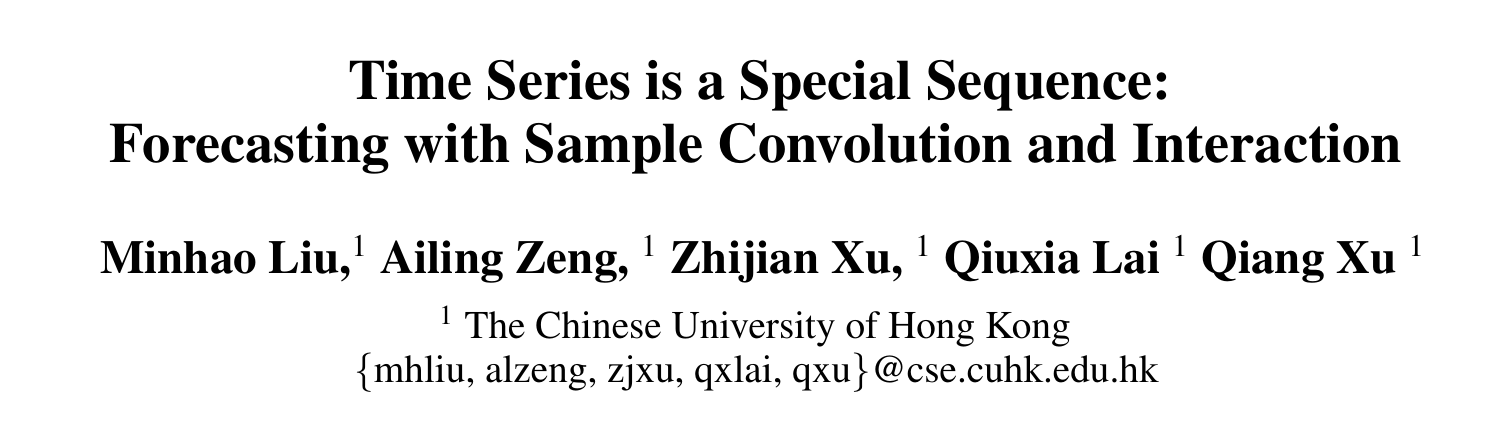 Time Series is a Special Sequence:
Forecasting with Sample Convolution and Interaction
Minhao Liu,1 Ailing Zeng, 1 Zhijian Xu, 1 Qiuxia Lai 1 Qiang Xu 1
1 The Chinese University of Hong Kong
{mhliu, alzeng, zjxu, qxlai, qxu}@cse.cuhk.edu.hk